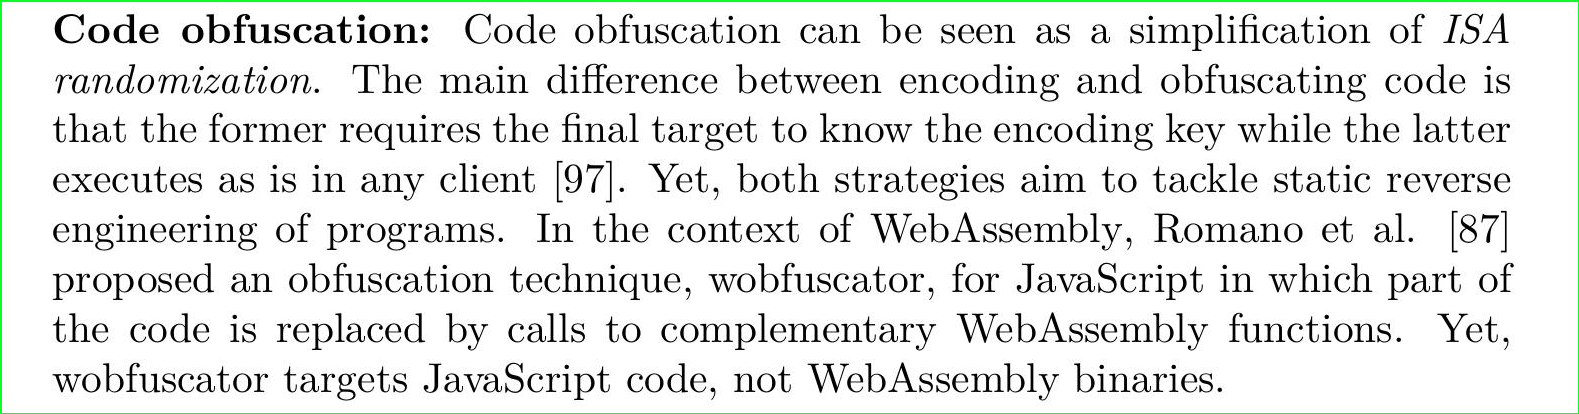 Code obfuscation: Code obfuscation can be seen as a simplification of ISA
randomization. The main difference between encoding and obfuscating code is
that the former requires the final target to know the encoding key while the latter
executes as is in any client [97]. Yet, both strategies aim to tackle static reverse
engineering of programs. In the context of WebAssembly, Romano et al. [87]
proposed an obfuscation technique, wobfuscator, for JavaScript in which part of
the code is replaced by calls to complementary WebAssembly functions. Yet,
wobfuscator targets JavaScript code, not WebAssembly binaries.